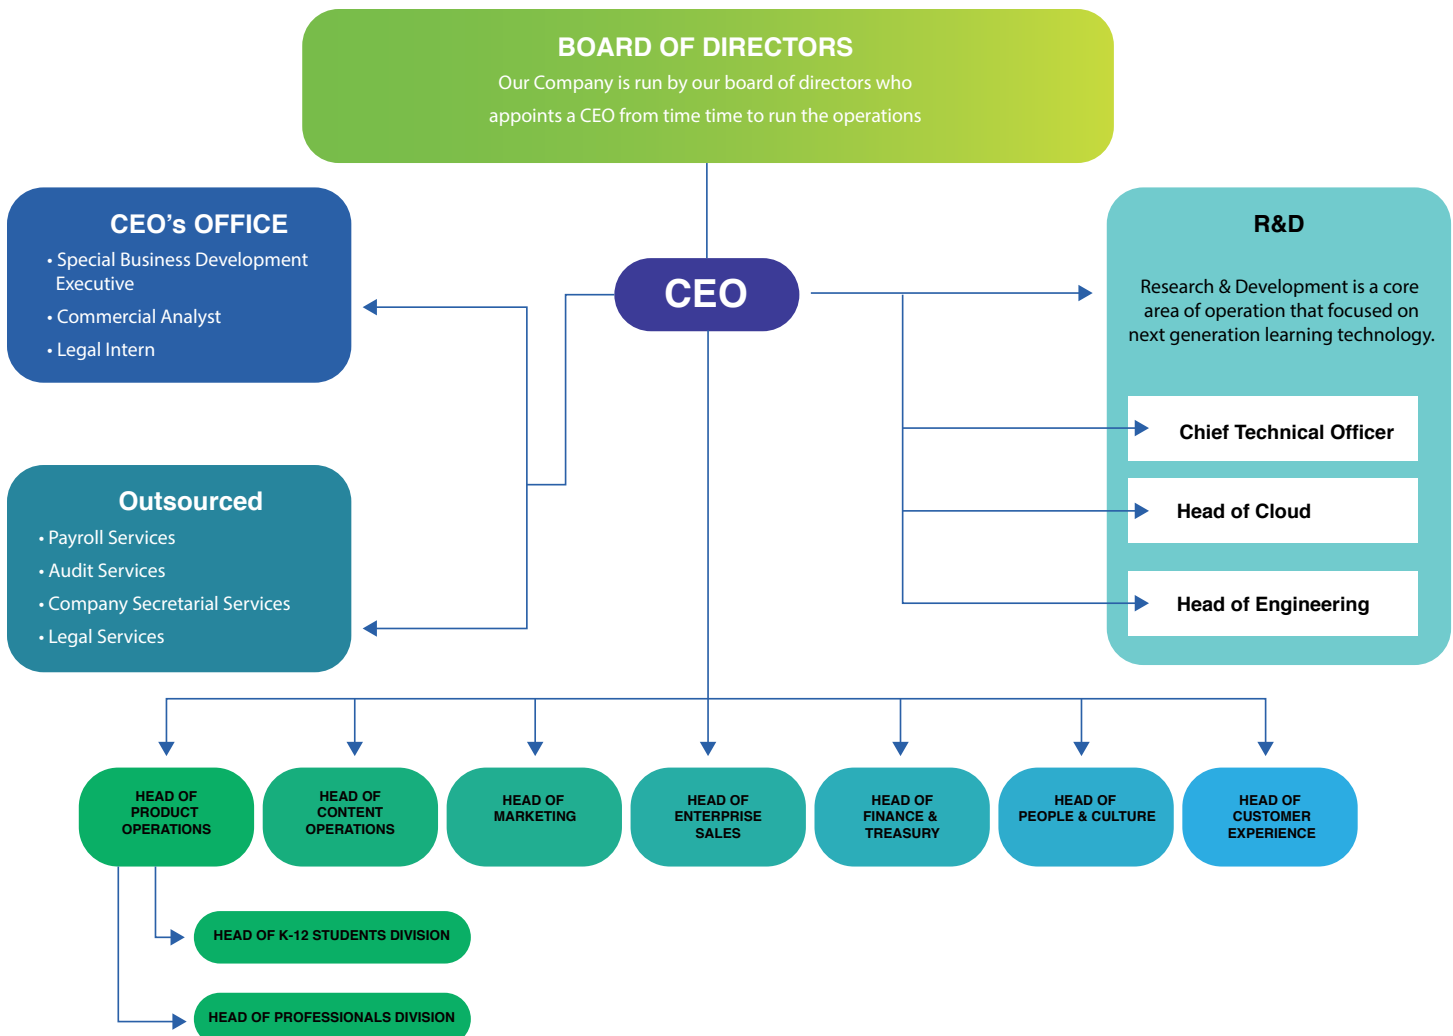 BOARD OF DIRECTORS
Our Company is run by our board of directors who
appoints a CEO from time time to run the operations
CEO's OFFICE
• Special Business Development
Executive
• Commercial Analyst
• Legal Intern
CEO
R&D
Research & Development is a core
area of operation that focused on
next generation learning technology.
Chief Technical Officer
Head of Cloud
Head of Engineering
Outsourced
• Payroll Services
• Audit Services
• Company Secretarial Services
• Legal Services
HEAD OF
PRODUCT
OPERATIONS
HEAD OF
CONTENT
OPERATIONS
HEAD OF
MARKETING
HEAD OF
ENTERPRISE
SALES
HEAD OF
FINANCE &
TREASURY
HEAD OF
PEOPLE & CULTURE
HEAD OF
CUSTOMER
EXPERIENCE
HEAD OF K-12 STUDENTS DIVISION
HEAD OF PROFESSIONALS DIVISION